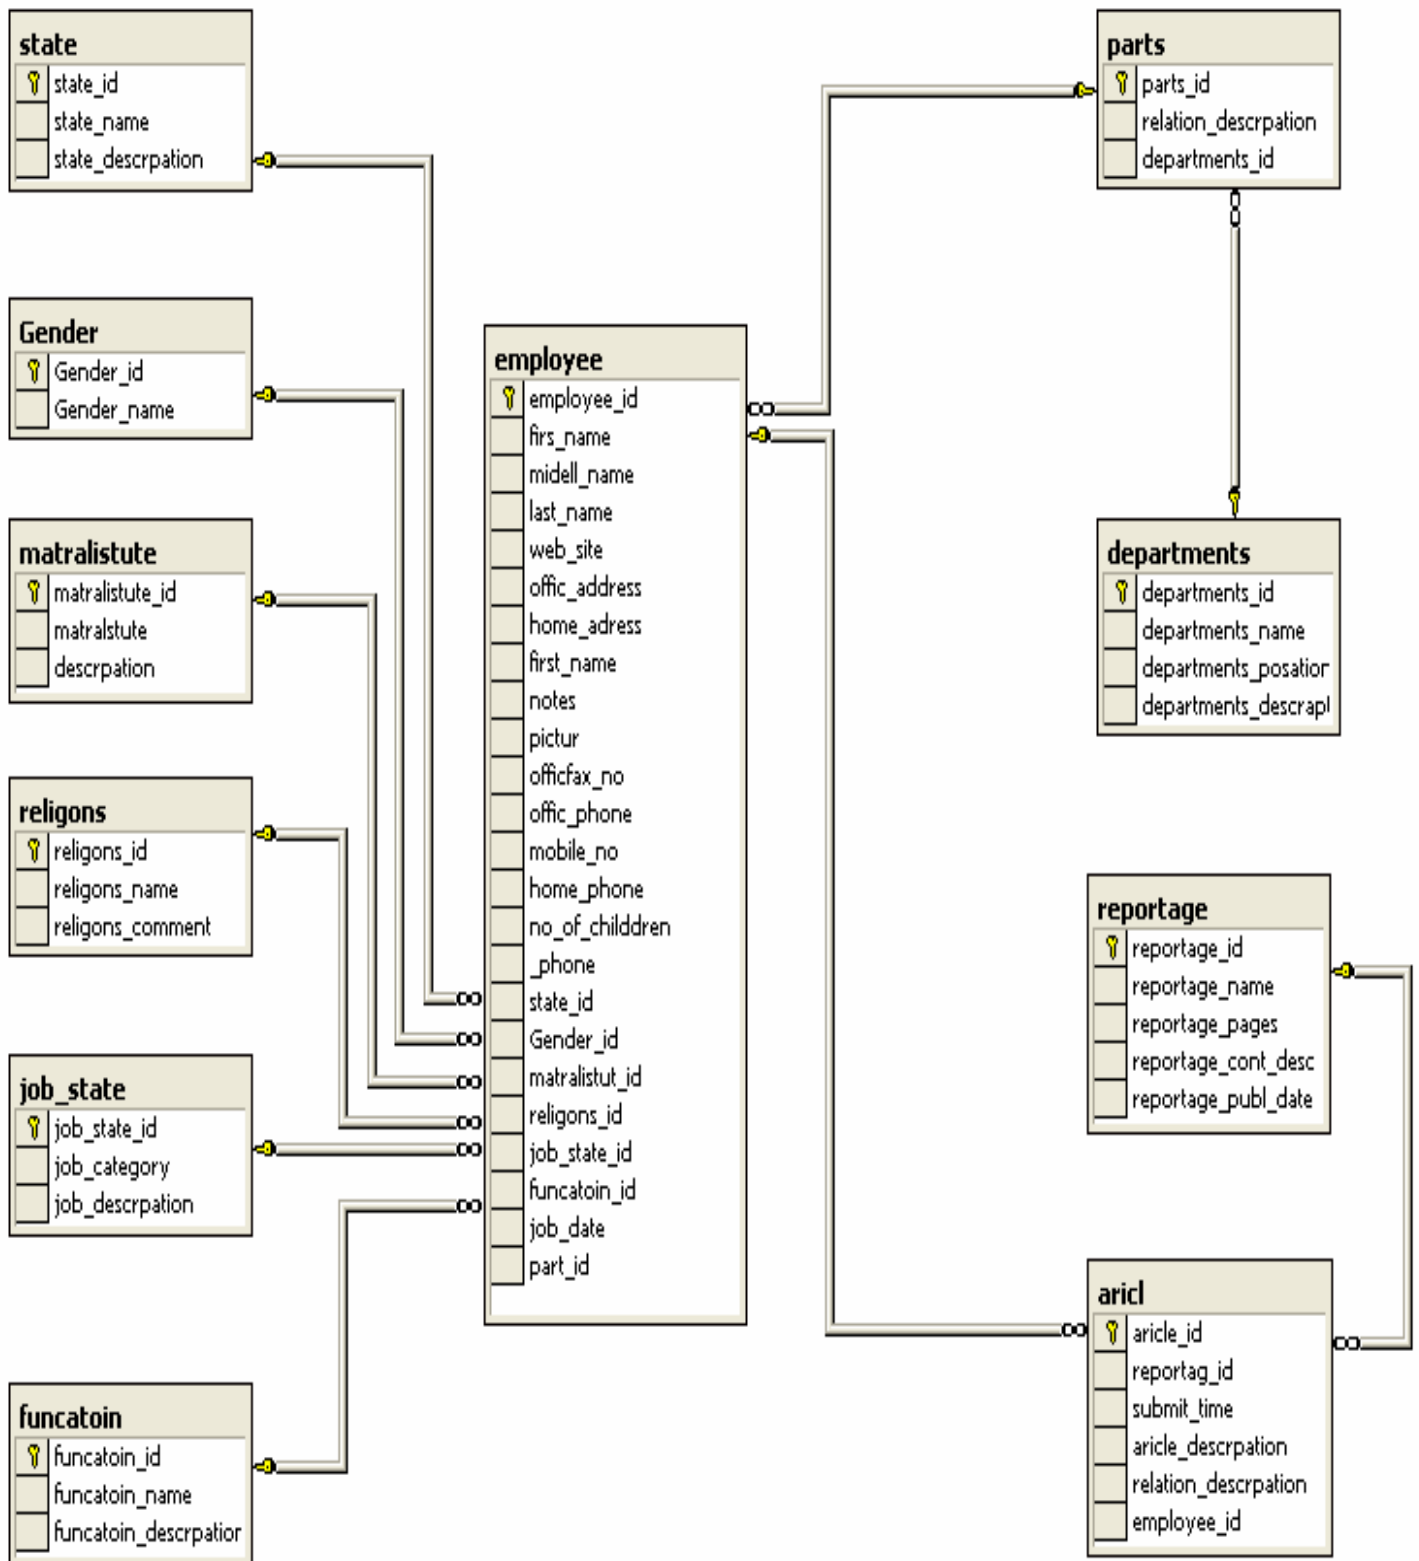 state
state_id
state_name
state_descrpation
Gender
Gender_id
Gender_name
matralistute
matralistute_id
matralstute
descrpation
religons
religons_id
religons_name
religons_comment
job_state
job_state_id
job_category
job_descrpation
funcatoin
funcatoin_id
funcatoin_name
funcatoin_descrpatior
employee
employee_id
firs_name
midell_name
last_name
web_site
offic_address
home_adress
first_name
notes
pictur
officfax_no
offic_phone
mobile_no
home_phone
no_of_childdren
_phone
state_id
Gender_id
matralistut_id
religons_id
job_state_id
funcatoin_id
job_date
part_id
parts
parts_id
relation_descrpation
departments_id
departments
departments_id
departments_name
departments_posatior
departments_descrapl
reportage
reportage_id
reportage_name
reportage_pages
reportage_cont_desc
reportage_publ_date
aricl
aricle_id
reportag_id
submit_time
aricle_descrpation
relation_descrpation
employee_id